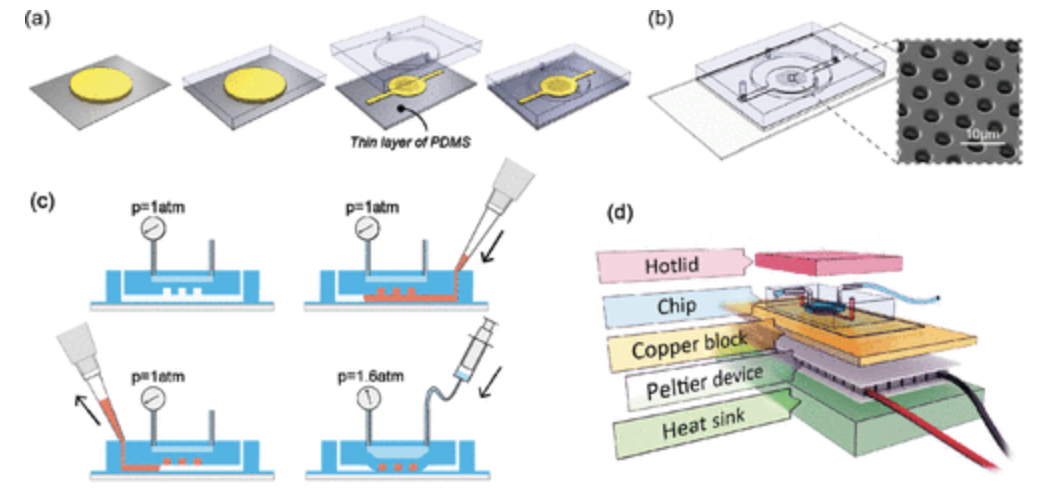 (a)
Thin layer of PDMS
(b)
10μm
(c)
p=1atm
p=1atm
p=1atm
p=1.6atm
(d)
Hotlid
Chip
Copper block
Peltier device
Heat sink